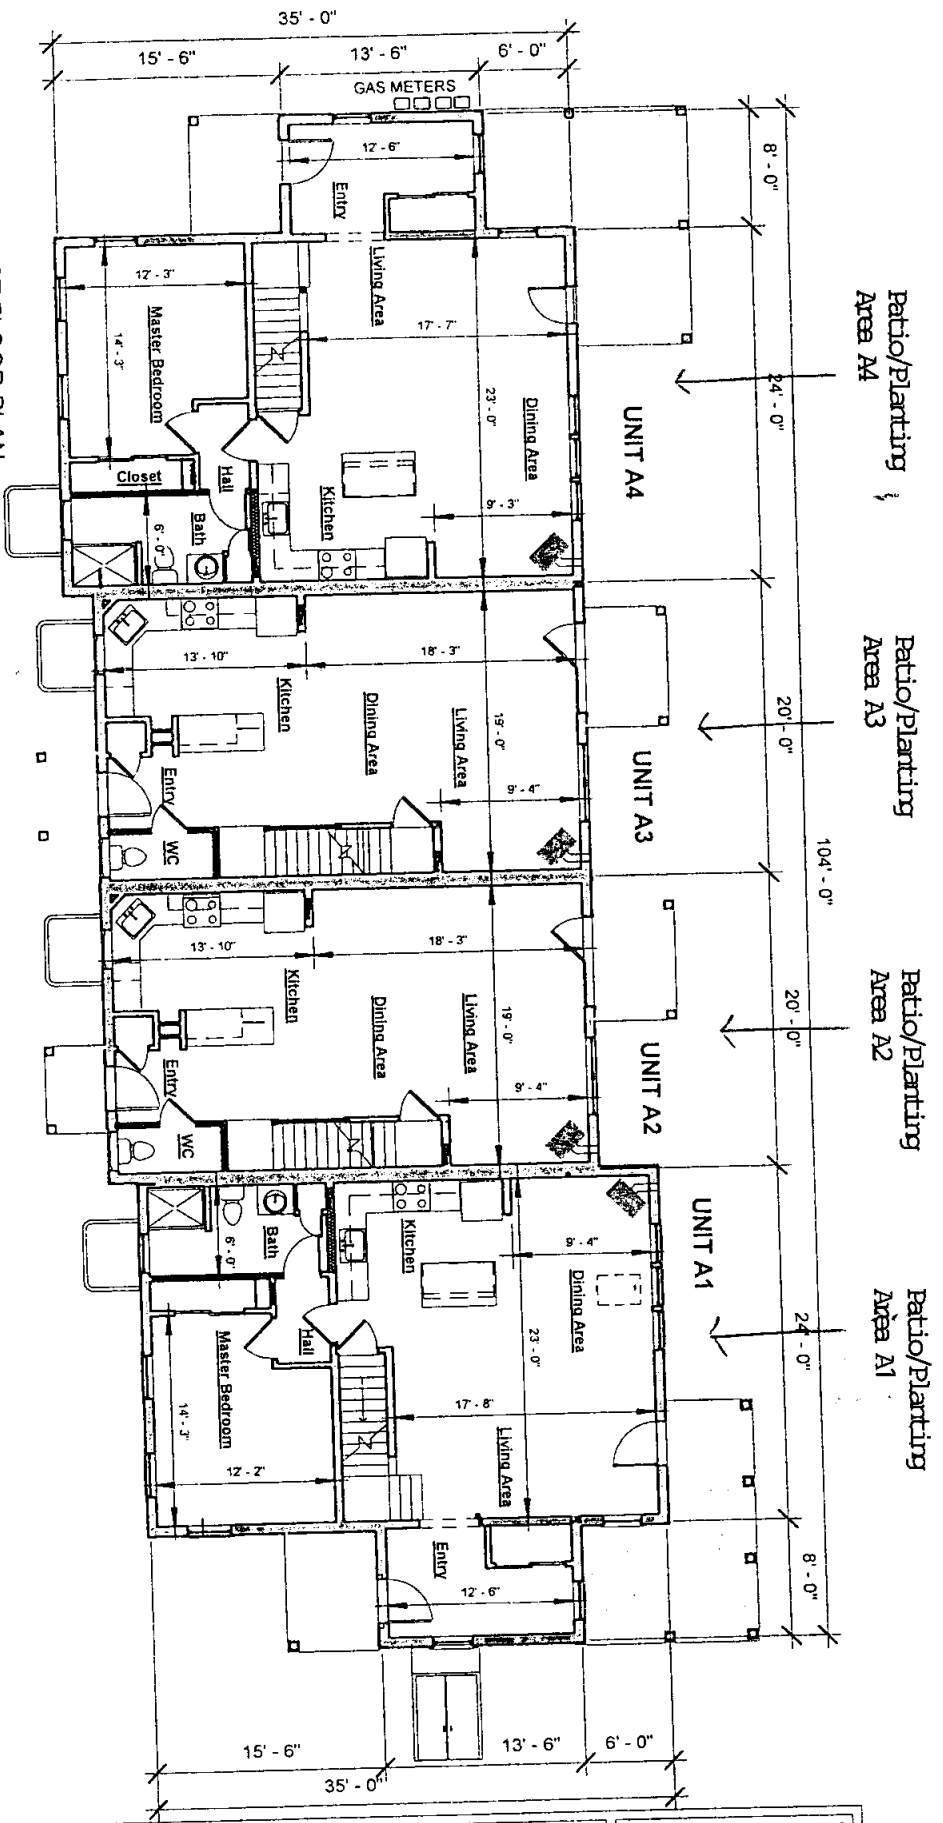 Patio/Planting
Area A4
Patio/Planting
Area A3
Patio/Planting
Area A2
Patio/Planting
Area A1
104' - 0"
8' - 0"
24' - 0"
20' - 0"
20' - 0"
24' - 0"
8' - 0"
UNIT A4
UNIT A3
UNIT A2
UNIT A1
35' - 0"
15' - 6"
13' - 6"
6' - 0"
GAS METERS
12' - 6"
Entry
Living Area
17' - 7"
23' - 0"
Dining Area
9' - 3"
Kitchen
12' - 3"
14' - 3"
Master Bedroom
Closet
Hall
Bath
6' - 0"
13' - 10"
18' - 3"
Kitchen
Dining Area
Living Area
19' - 0"
9' - 4"
Entry
WC
13' - 10"
18' - 3"
Kitchen
Dining Area
Living Area
19' - 0"
9' - 4"
Entry
WC
9' - 4"
Dining Area
Kitchen
23' - 0"
17' - 8"
Living Area
Bath
6' - 0"
Hall
Master Bedroom
14' - 3"
12' - 2"
Entry
12' - 6"
15' - 6"
13' - 6"
6' - 0"
35' - 0"